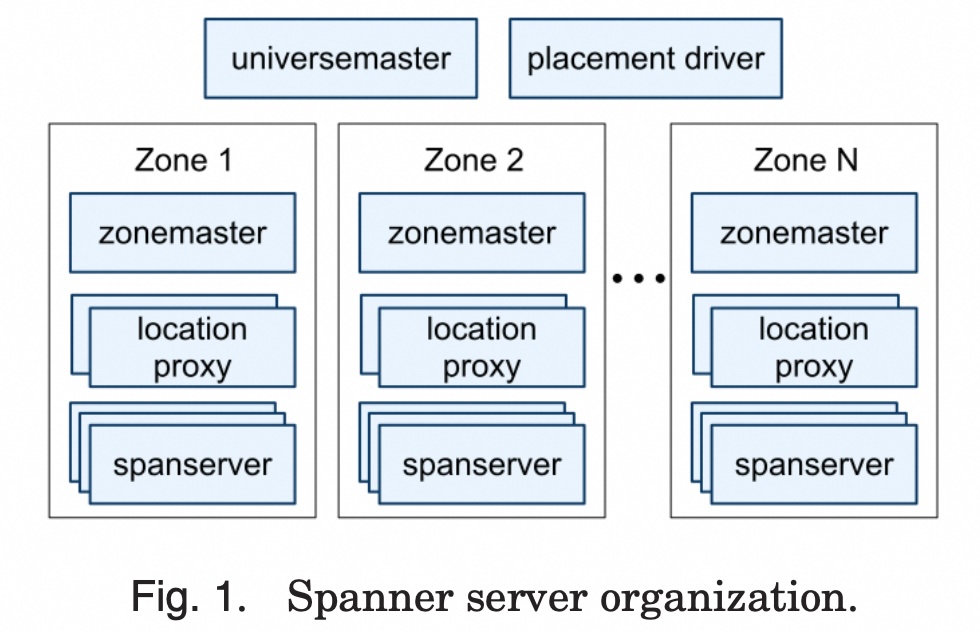 universemaster
placement driver
Zone 1
zonemaster
location
proxy
spanserver
Zone 2
zonemaster
location
proxy
spanserver
...
Zone N
zonemaster
location
proxy
spanserver
Fig. 1. Spanner server organization.